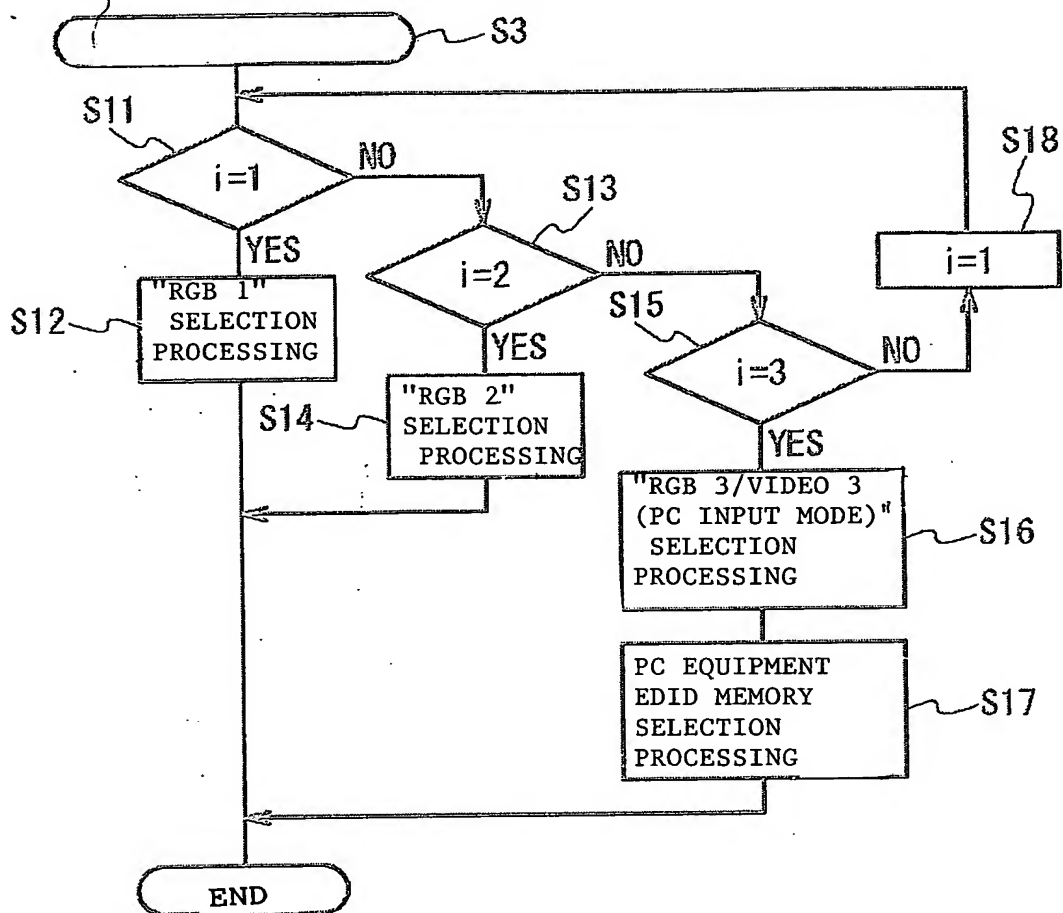 S3
S11
i=1
NO
YES
S12
"RGB 1"
SELECTION
PROCESSING
S13
i=2
NO
YES
S14
"RGB 2"
SELECTION
PROCESSING
S15
i=3
NO
YES
S18
i=1
"RGB 3/VIDEO 3
(PC INPUT MODE)"
SELECTION
PROCESSING
S16
PC EQUIPMENT
EDID MEMORY
SELECTION
PROCESSING
S17
END